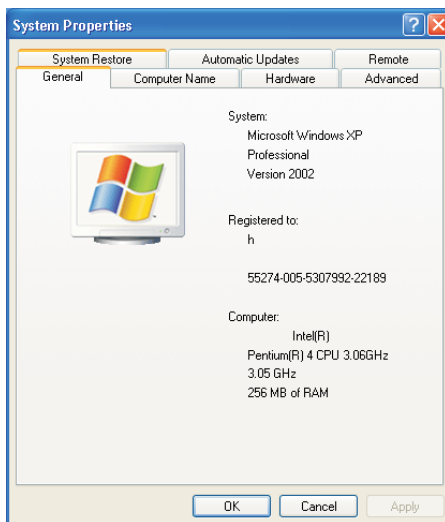 System Properties
System Restore Automatic Updates Remote
General Computer Name Hardware Advanced
System:
Microsoft Windows XP
Professional
Version 2002
Registered to:
h
55274-005-5307992-22189
Computer:
Intel(R)
Pentium(R) 4 CPU 3.06GHz
3.05 GHz
256 MB of RAM
OK Cancel Apply